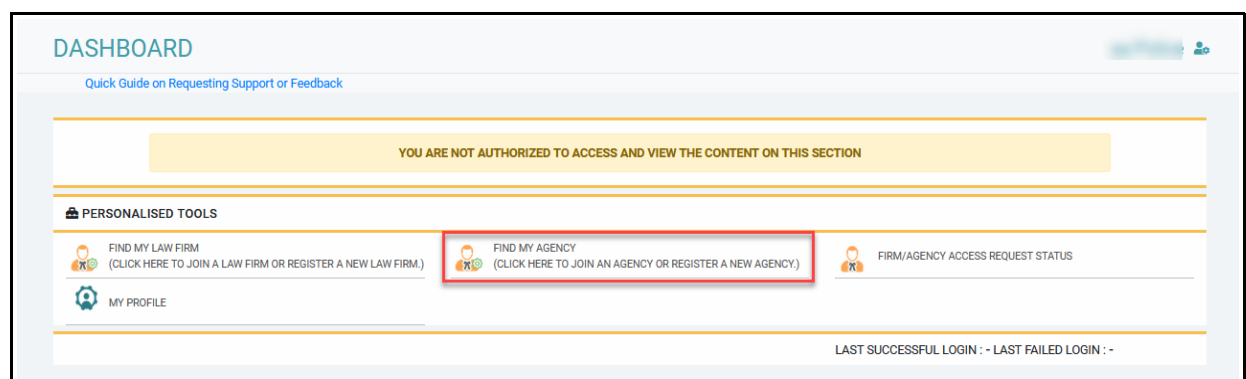 DASHBOARD
Quick Guide on Requesting Support or Feedback
YOU ARE NOT AUTHORIZED TO ACCESS AND VIEW THE CONTENT ON THIS SECTION
PERSONALISED TOOLS
FIND MY LAW FIRM
(CLICK HERE TO JOIN A LAW FIRM OR REGISTER A NEW LAW FIRM.)
FIND MY AGENCY
(CLICK HERE TO JOIN AN AGENCY OR REGISTER A NEW AGENCY.)
FIRM/AGENCY ACCESS REQUEST STATUS
MY PROFILE
LAST SUCCESSFUL LOGIN : - LAST FAILED LOGIN : -